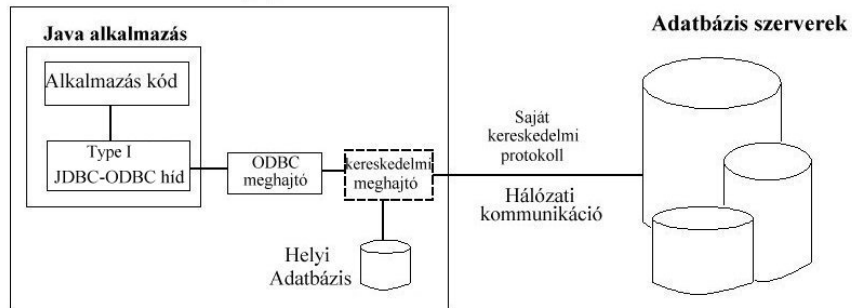 Java alkalmazás
Alkalmazás kód
Type I
JDBC-ODBC híd
ODBC
meghajtó
kereskedelmi
meghajtó
Helyi
Adatbázis
Saját
kereskedelmi
protokoll
Hálózati
kommunikáció
Adatbázis szerverek